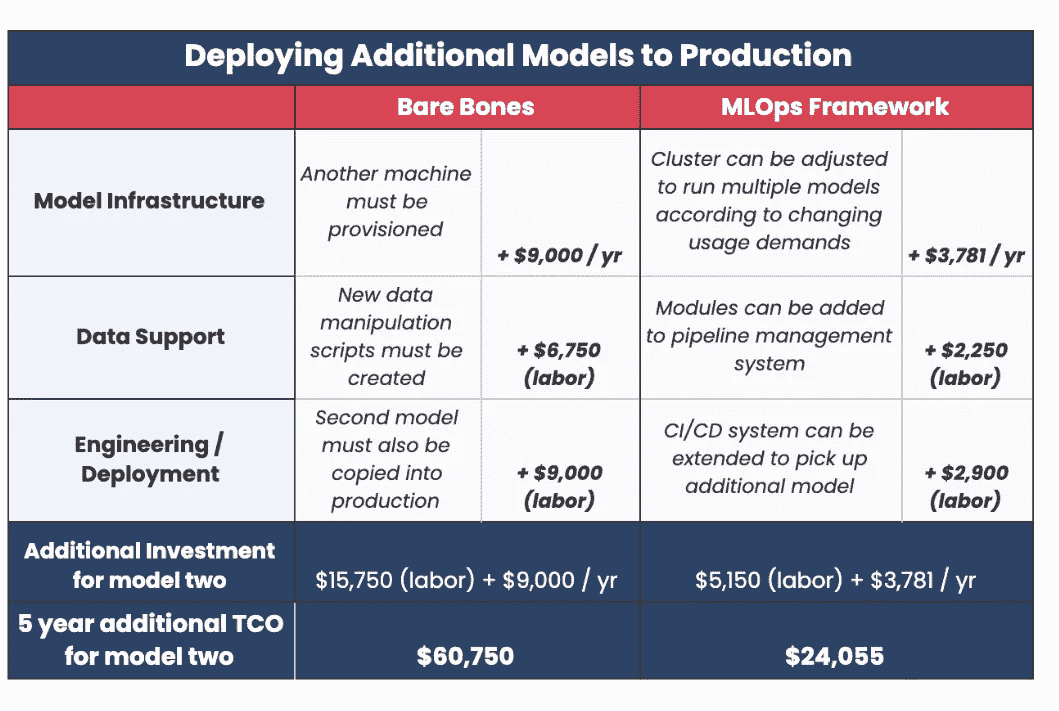 Deploying Additional Models to Production
Bare Bones
MLOps Framework
Model Infrastructure
Another machine
must be
provisioned
+ $9,000 / yr
Cluster can be adjusted
to run multiple models
according to changing
usage demands
+ $3,781 / yr
Data Support
New data
manipulation
scripts must be
created
+ $6,750
(labor)
Modules can be added
to pipeline management
system
+ $2,250
(labor)
Engineering /
Deployment
Second model
must also be
copied into
production
+ $9,000
(labor)
CI/CD system can be
extended to pick up
additional model
+ $2,900
(labor)
Additional Investment
for model two
$15,750 (labor) + $9,000 / yr
$5,150 (labor) + $3,781 / yr
5 year additional TCO
for model two
$60,750
$24,055